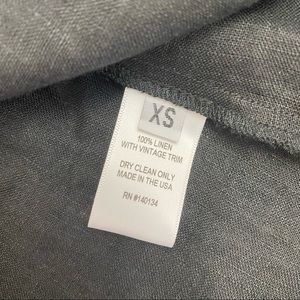 XS
100% LINEN
WITH VINTAGE TRIM
DRY CLEAN ONLY
MADE IN THE USA
RN #140134